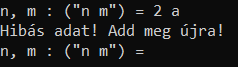 n, m : ("n m") = 2 a
Hibás adat! Add meg újra!
n, m : ("n m") =